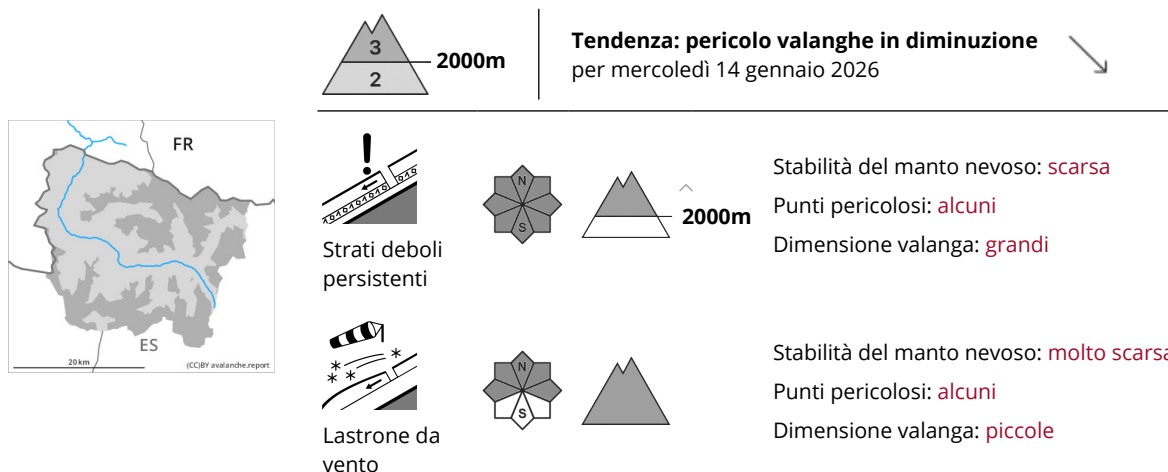 3
2
2000m
Tendenza: pericolo valanghe in diminuzione
per mercoledì 14 gennaio 2026
FR
ES
20 km
(CC)BY avalanche.report
N
S
2000m
Strati deboli
persistenti
Stabilità del manto nevoso: scarsa
Punti pericolosi: alcuni
Dimensione valanga: grandi
N
S
Lastrone da
vento
Stabilità del manto nevoso: molto scarsa
Punti pericolosi: alcuni
Dimensione valanga: piccole